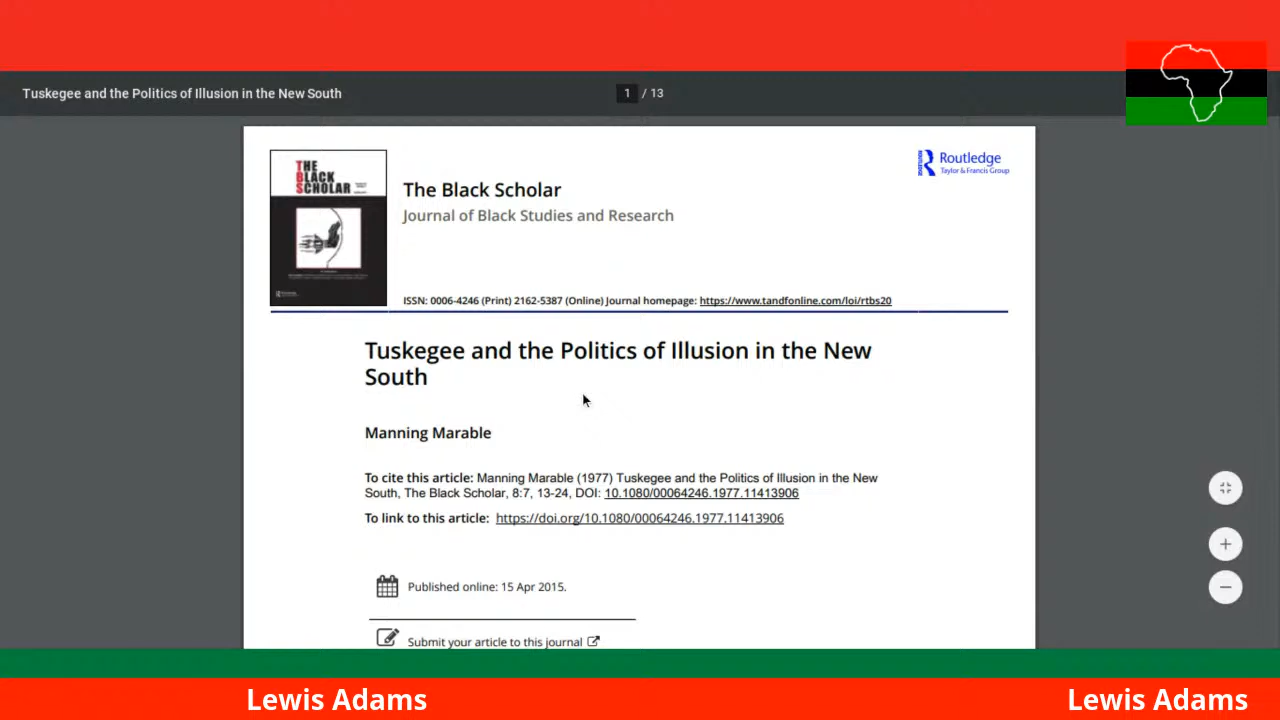 Tuskegee and the Politics of Illusion in the New South
1 / 13
THE
BLACK
SCHOLAR
Routledge
Taylor & Francis Group
The Black Scholar
Journal of Black Studies and Research
ISSN: 0006-4246 (Print) 2162-5387 (Online) Journal homepage: https://www.tandfonline.com/loi/rtbs20
Tuskegee and the Politics of Illusion in the New
South
Manning Marable
To cite this article: Manning Marable (1977) Tuskegee and the Politics of Illusion in the New
South, The Black Scholar, 8:7, 13-24, DOI: 10.1080/00064246.1977.11413906
To link to this article: https://doi.org/10.1080/00064246.1977.11413906
Published online: 15 Apr 2015.
Submit your article to this journal
Lewis Adams
Lewis Adams